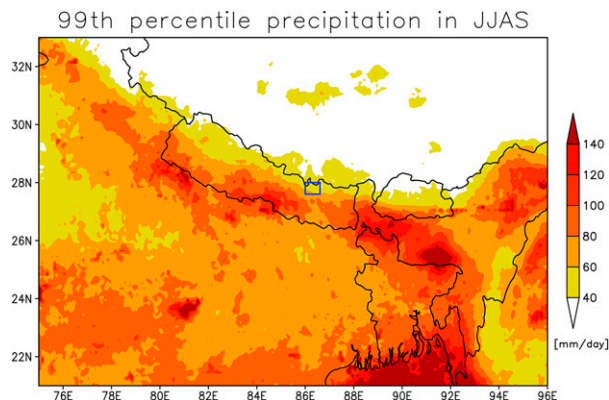 99th percentile precipitation in JJAS
32N
30N
28N
26N
24N
22N
76E 78E 80E 82E 84E 86E 88E 90E 92E 94E 96E
140
120
100
80
60
40
[mm/day]